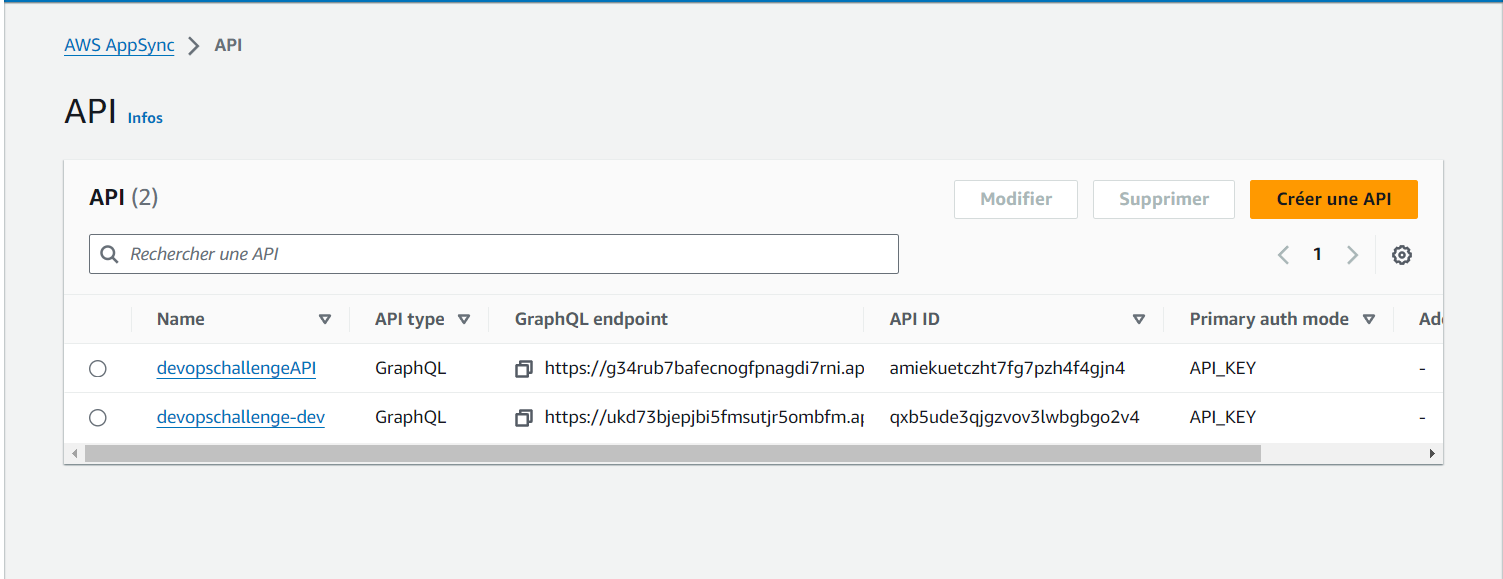 AWS AppSync > API
API Infos
API (2)
Modifier Supprimer Créer une API
Rechercher une API
1
Name API type GraphQL endpoint API ID Primary auth mode Add
devopschallengeAPI GraphQL https://g34rub7bafecnogfpnagdi7rni.ap amiekuetczht7fg7pzh4f4gjn4 API_KEY -
devopschallenge-dev GraphQL https://ukd73bjepjbi5fmsutjr5ombfm.ap qxb5ude3qjgzvov3lwbgbgo2v4 API_KEY -